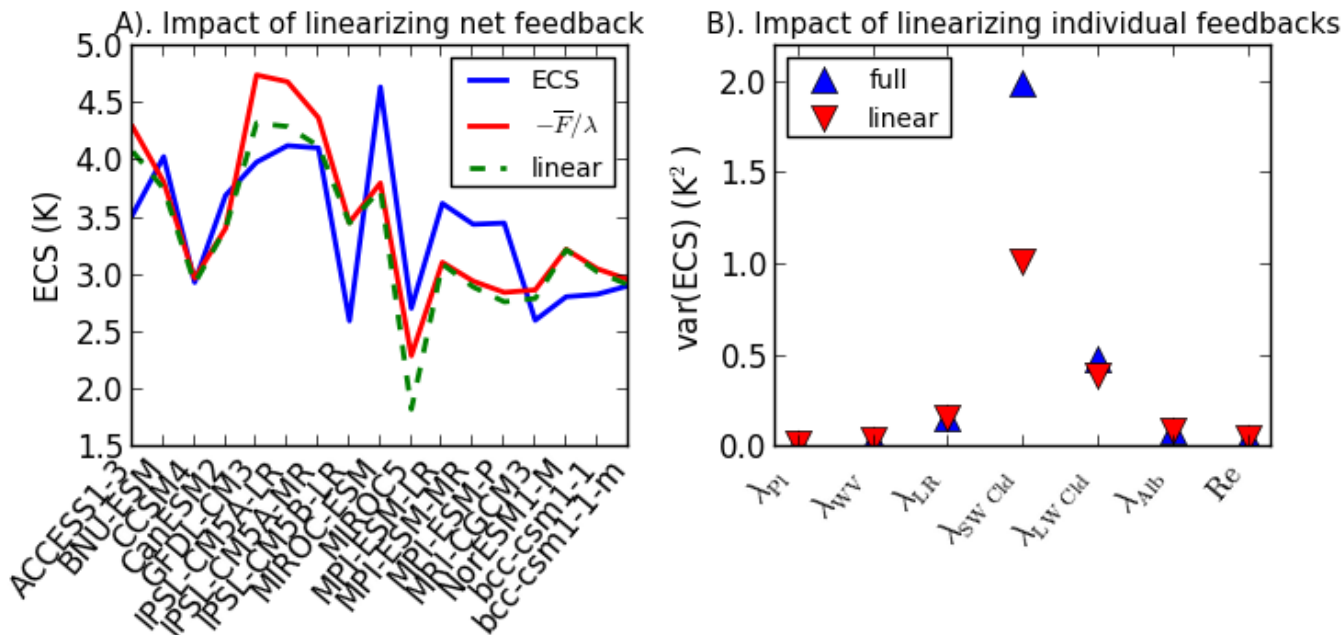 A). Impact of linearizing net feedback
5.0
4.5
4.0
3.5
3.0
2.5
2.0
1.5
ECS (K)
ECS
−F̅/λ
linear
ACCESS1-3
BNU-ESM
CCSM4
CanESM2
GFDL-CM3
IPSL-CM5A-LR
IPSL-CM5A-MR
IPSL-CM5B-LR
MIROC-ESM
MIROC5
MPI-ESM-LR
MPI-ESM-MR
MPI-ESM-P
MRI-CGCM3
NorESM1-M
bcc-csm1-1
bcc-csm1-1-m
B). Impact of linearizing individual feedbacks
2.0
1.5
1.0
0.5
0.0
var(ECS) (K²)
full
linear
λPl
λWV
λLR
λSW Cld
λLW Cld
λAlb
Re